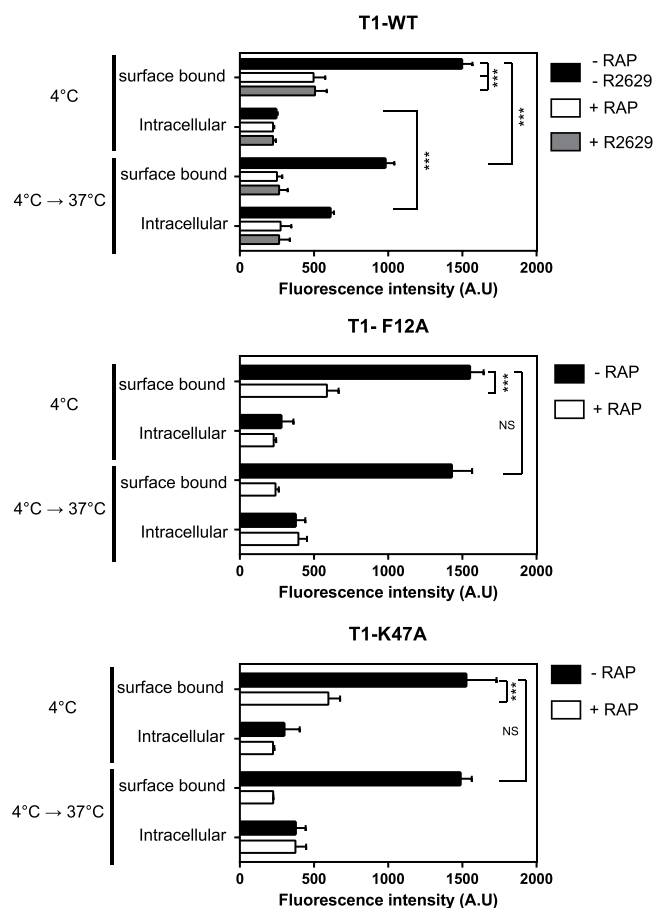 T1-WT
4°C
surface bound
Intracellular
4°C → 37°C
surface bound
Intracellular
***
***
***
- RAP
- R2629
+ RAP
+ R2629
0 500 1000 1500 2000
Fluorescence intensity (A.U)
T1- F12A
4°C
surface bound
Intracellular
4°C → 37°C
surface bound
Intracellular
***
NS
- RAP
+ RAP
0 500 1000 1500 2000
Fluorescence intensity (A.U)
T1-K47A
4°C
surface bound
Intracellular
4°C → 37°C
surface bound
Intracellular
***
NS
- RAP
+ RAP
0 500 1000 1500 2000
Fluorescence intensity (A.U)